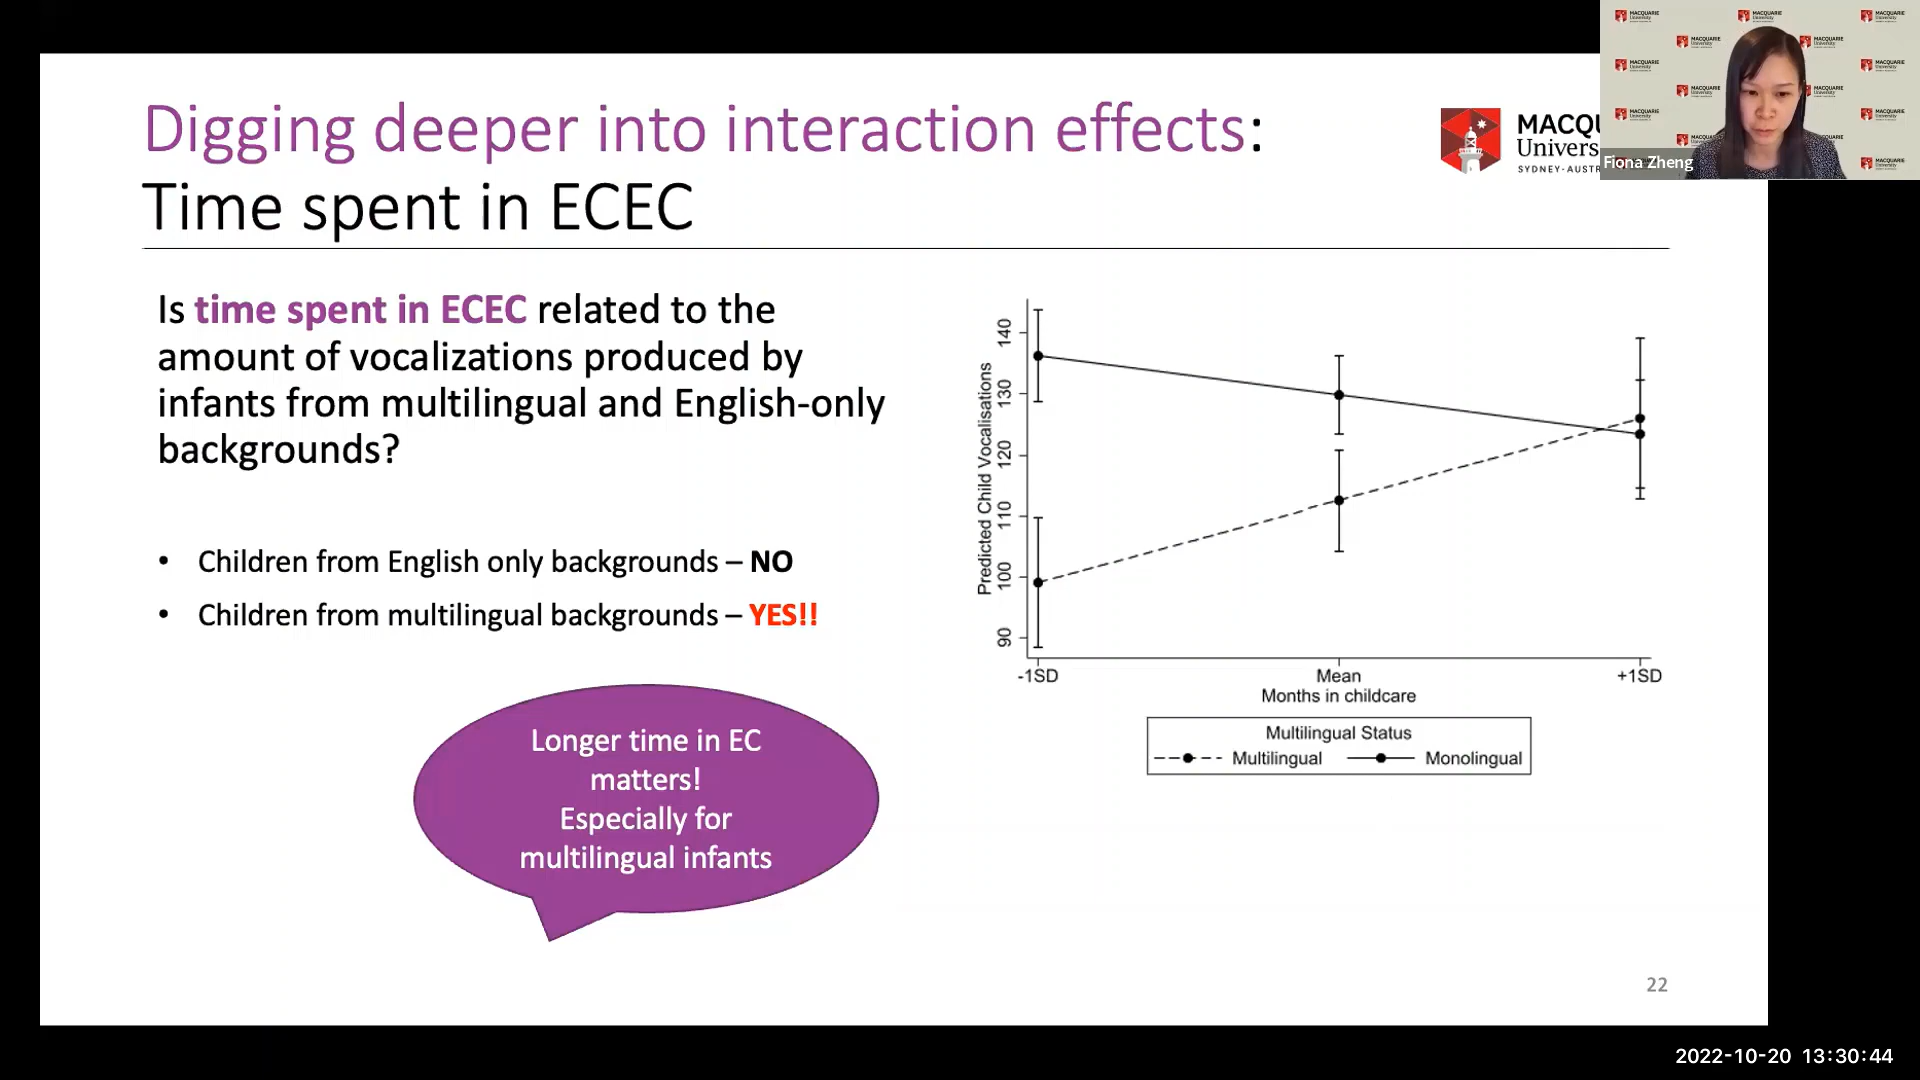 Digging deeper into interaction effects:
Time spent in ECEC
MACQU
Univers
SYDNEY·AUSTR
Fiona Zheng
Is time spent in ECEC related to the
amount of vocalizations produced by
infants from multilingual and English-only
backgrounds?
• Children from English only backgrounds – NO
• Children from multilingual backgrounds – YES!!
Longer time in EC
matters!
Especially for
multilingual infants
Predicted Child Vocalisations
140
130
120
110
100
90
-1SD Mean +1SD
Months in childcare
Multilingual Status
Multilingual Monolingual
22
2022-10-20 13:30:44